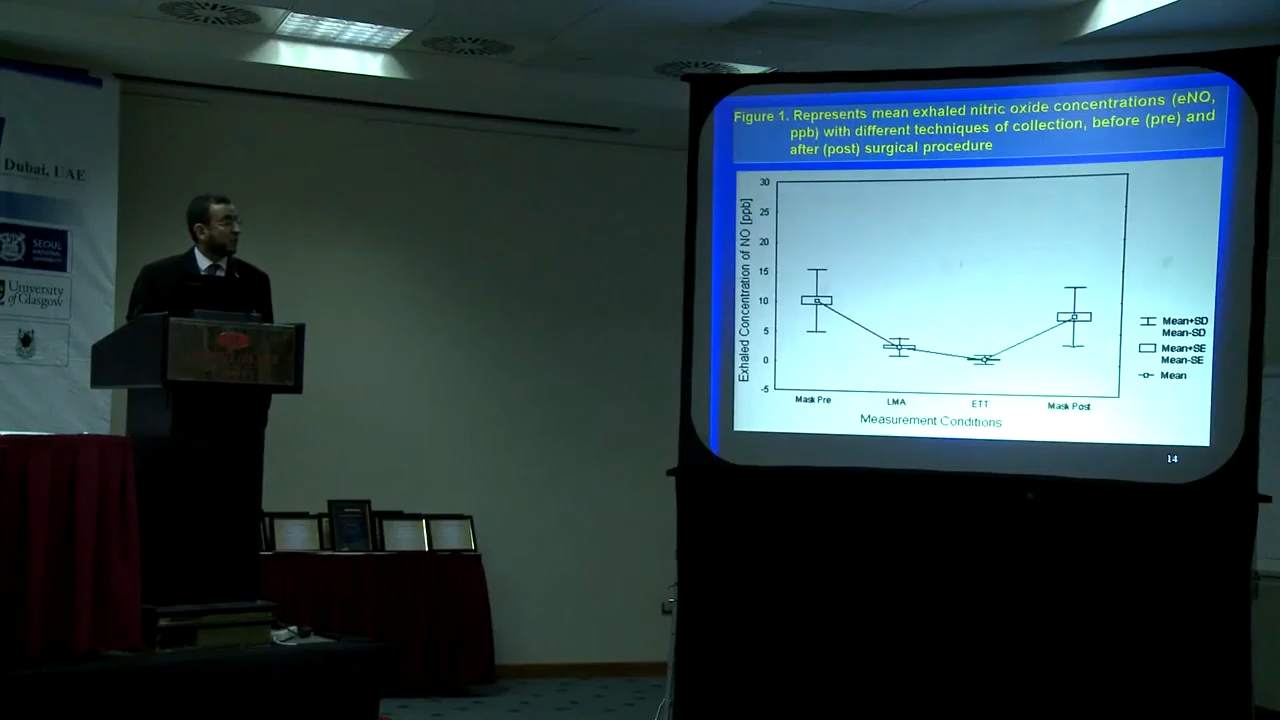 Dubai, UAE
SEOUL
NATIONAL
UNIVERSITY
University
of Glasgow
Figure 1. Represents mean exhaled nitric oxide concentrations (eNO,
ppb) with different techniques of collection, before (pre) and
after (post) surgical procedure
Exhaled Concentration of NO [ppb]
30
25
20
15
10
5
0
-5
Mask Pre
LMA
ETT
Mask Post
Measurement Conditions
Mean+SD
Mean-SD
Mean+SE
Mean-SE
Mean
14